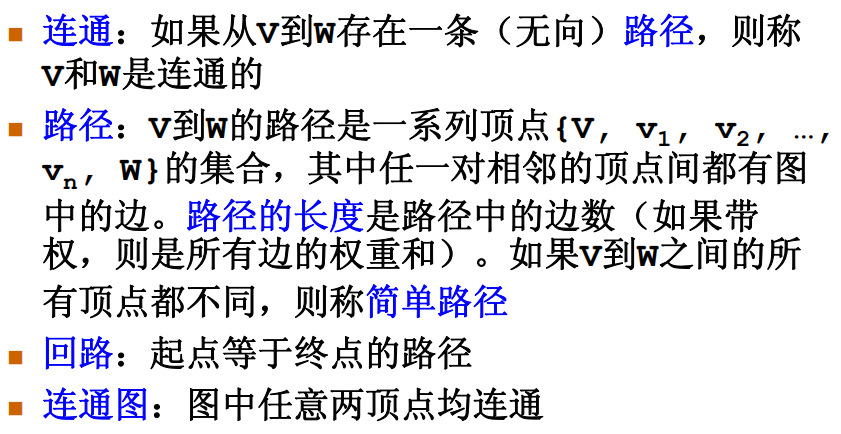 ■ 连通：如果从V到W存在一条（无向）路径，则称
V和W是连通的
■ 路径：V到W的路径是一系列顶点{V, v1, v2, …,
vn, W}的集合，其中任一对相邻的顶点间都有图
中的边。路径的长度是路径中的边数（如果带
权，则是所有边的权重和）。如果V到W之间的所
有顶点都不同，则称简单路径
■ 回路：起点等于终点的路径
■ 连通图：图中任意两顶点均连通